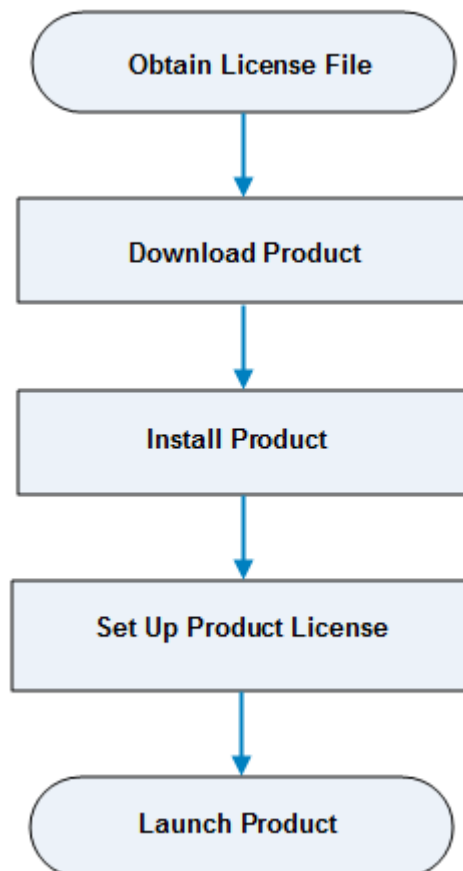 Obtain License File
Download Product
Install Product
Set Up Product License
Launch Product